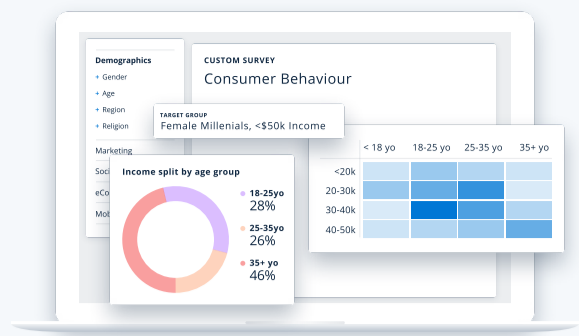 Demographics
+ Gender
+ Age
+ Region
+ Religion
Marketing
CUSTOM SURVEY
Consumer Behaviour
TARGET GROUP
Female Millenials, <$50k Income
Income split by age group
18-25yo
28%
25-35yo
26%
35+ yo
46%
< 18 yo 18-25 yo 25-35 yo 35+ yo
<20k
20-30k
30-40k
40-50k